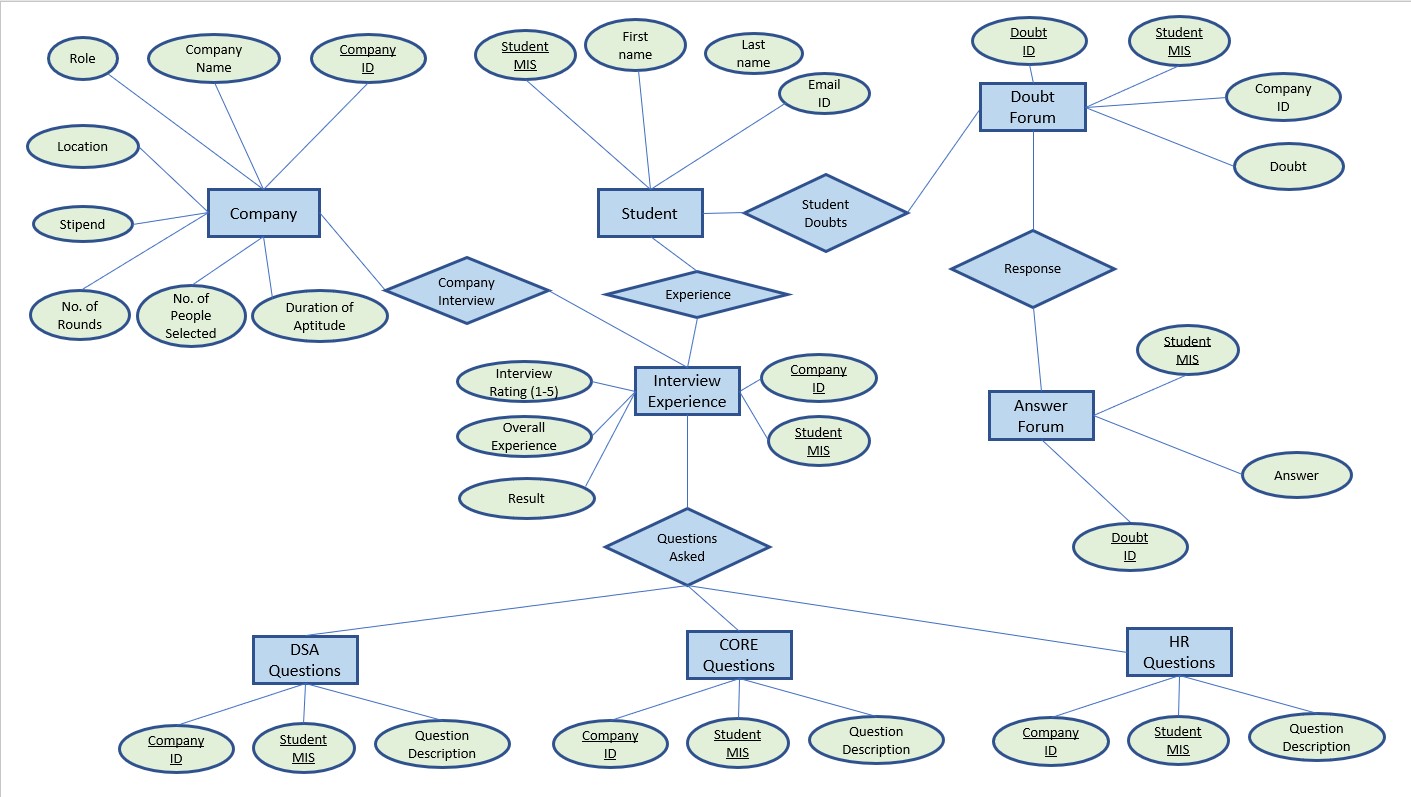 Role
Company
Name
Company
ID
Location
Stipend
No. of
Rounds
No. of
People
Selected
Duration of
Aptitude
Company
Company
Interview
Student
MIS
First
name
Last
name
Email
ID
Student
Student
Doubts
Experience
Doubt
ID
Student
MIS
Company
ID
Doubt
Doubt
Forum
Response
Student
MIS
Answer
Forum
Answer
Doubt
ID
Interview
Rating (1-5)
Overall
Experience
Result
Interview
Experience
Company
ID
Student
MIS
Questions
Asked
DSA
Questions
Company
ID
Student
MIS
Question
Description
CORE
Questions
Company
ID
Student
MIS
Question
Description
HR
Questions
Company
ID
Student
MIS
Question
Description